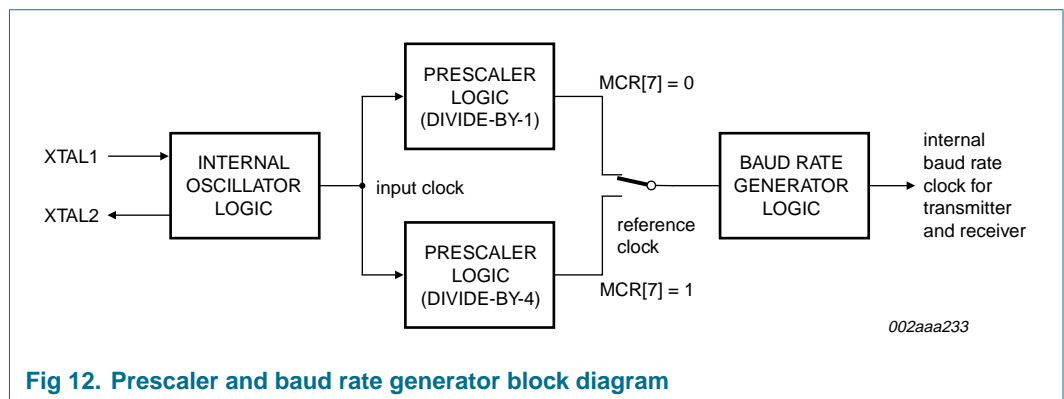 XTAL1
XTAL2
INTERNAL
OSCILLATOR
LOGIC
input clock
PRESCALER
LOGIC
(DIVIDE-BY-1)
MCR[7] = 0
PRESCALER
LOGIC
(DIVIDE-BY-4)
MCR[7] = 1
reference
clock
BAUD RATE
GENERATOR
LOGIC
internal
baud rate
clock for
transmitter
and receiver
002aaa233
Fig 12. Prescaler and baud rate generator block diagram